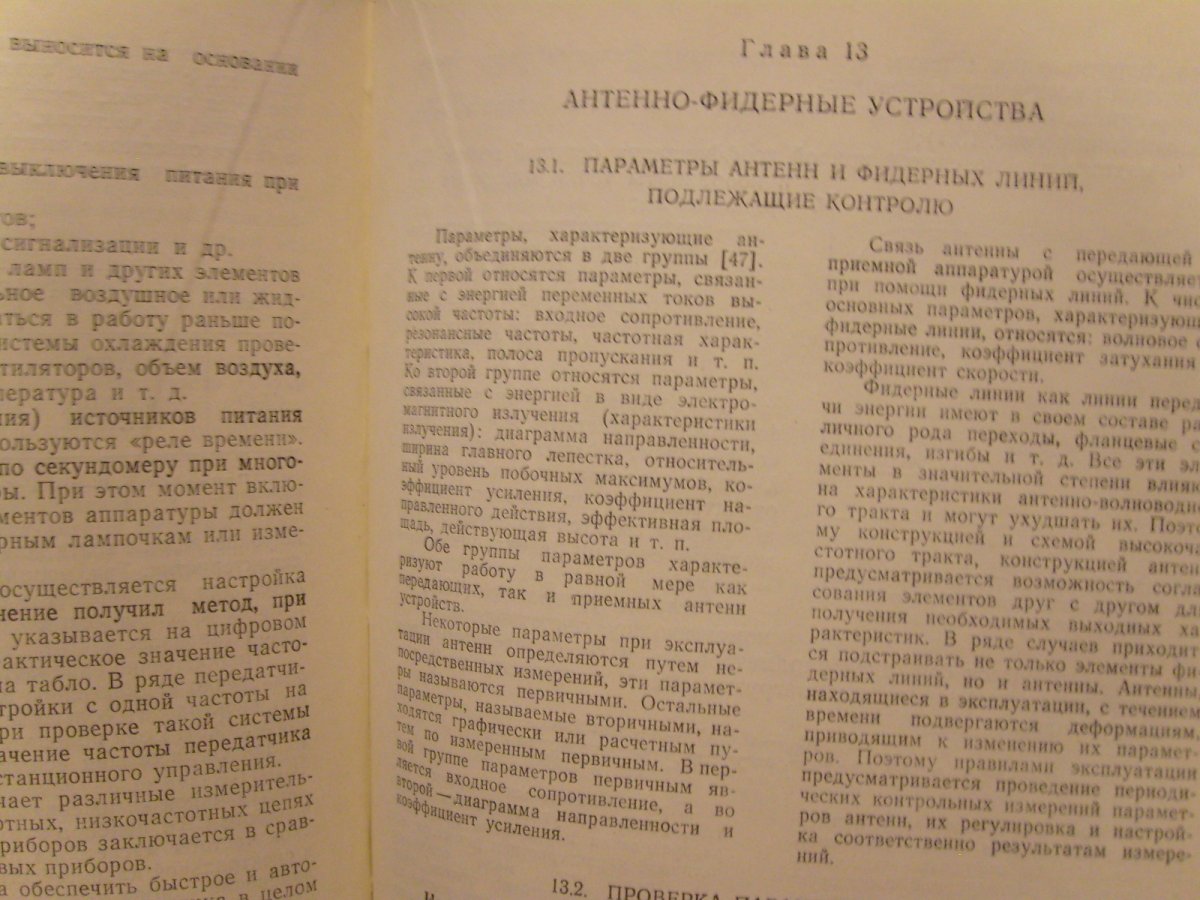 выносится на основании
выключения питания при
тов;
сигнализации и др.
ламп и других элементов
льное воздушное или жид-
аться в работу раньше по-
системы охлаждения прове-
тиляторов, объем воздуха,
пература и т. д.
ния) источников питания
ользуются «реле времени».
по секундомеру при много-
ры. При этом момент вклю-
ментов аппаратуры должен
рным лампочкам или изме-
осуществляется настройка
нение получил метод, при
указывается на цифровом
актическое значение часто-
на табло. В ряде передатчи-
тройки с одной частоты на
ри проверке такой системы
ачение частоты передатчика
станционного управления.
чает различные измеритель-
отных, низкочастотных цепях
риборов заключается в срав-
вых приборов.
а обеспечить быстрое и авто-
в целом
Глава 13
АНТЕННО-ФИДЕРНЫЕ УСТРОЙСТВА
13.1. ПАРАМЕТРЫ АНТЕНН И ФИДЕРНЫХ ЛИНИЙ,
ПОДЛЕЖАЩИЕ КОНТРОЛЮ
Параметры, характеризующие ан-
тенну, объединяются в две группы [47].
К первой относятся параметры, связан-
ные с энергией переменных токов вы-
сокой частоты: входное сопротивление,
резонансные частоты, частотная харак-
теристика, полоса пропускания и т. п.
Ко второй группе относятся параметры,
связанные с энергией в виде электро-
магнитного излучения (характеристики
излучения): диаграмма направленности,
ширина главного лепестка, относитель-
ный уровень побочных максимумов, ко-
эффициент усиления, коэффициент на-
правленного действия, эффективная пло-
щадь, действующая высота и т. п.
Обе группы параметров характе-
ризуют работу в равной мере как
передающих, так и приемных антенн
устройств.
Некоторые параметры при эксплуа-
тации антенн определяются путем не-
посредственных измерений, эти парамет-
ры называются первичными. Остальные
параметры, называемые вторичными, на-
ходятся графически или расчетным пу-
тем по измеренным первичным. В пер-
вой группе параметров первичным яв-
ляется входное сопротивление, а во
второй — диаграмма направленности и
коэффициент усиления.
Связь антенны с передающей
приемной аппаратурой осуществляет
при помощи фидерных линий. К чис
основных параметров, характеризующ
фидерные линии, относятся: волновое с
противление, коэффициент затухания
коэффициент скорости.
Фидерные линии как линии перед
чи энергии имеют в своем составе ра
личного рода переходы, фланцевые с
единения, изгибы и т. д. Все эти эл
менты в значительной степени влияю
на характеристики антенно-волноводно
го тракта и могут ухудшать их. Поэто
му конструкцией и схемой высокоча
стотного тракта, конструкцией антен
предусматривается возможность согла
сования элементов друг с другом дл
получения необходимых выходных ха
рактеристик. В ряде случаев приходит
ся подстраивать не только элементы фи-
дерных линий, но и антенны. Антенны,
находящиеся в эксплуатации, с течением
времени подвергаются деформациям,
приводящим к изменению их парамет-
ров. Поэтому правилами эксплуатации
предусматривается проведение периоди-
ческих контрольных измерений парамет-
ров антенн, их регулировка и настрой-
ка соответственно результатам измере-
ний.
13.2. ПРОВЕРКА